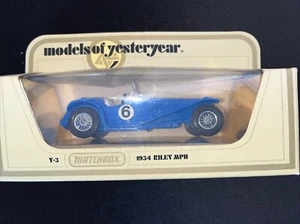 models of yesteryear
6
Y-3 MATCHBOX 1934 RILEY MPH